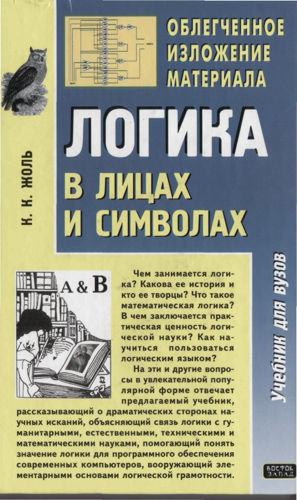 ОБЛЕГЧЕННОЕ
ИЗЛОЖЕНИЕ
МАТЕРИАЛА
К. К. ЖОЛЬ
ЛОГИКА
В ЛИЦАХ
И СИМВОЛАХ
Учебник для вузов
A & B
Чем занимается логи-
ка? Какова ее история и
кто ее творцы? Что такое
математическая логика?
В чем заключается прак-
тическая ценность логи-
ческой науки? Как на-
учиться пользоваться
логическим языком?
На эти и другие вопро-
сы в увлекательной попу-
лярной форме отвечает
предлагаемый учебник,
рассказывающий о драматических сторонах на-
учных исканий, объясняющий связь логики с гу-
манитарными, естественными, техническими и
математическими науками, помогающий понять
значение логики для программного обеспечения
современных компьютеров, вооружающий эле-
ментарными основами логической грамотности.
ВОСТОК
ЗАПАД